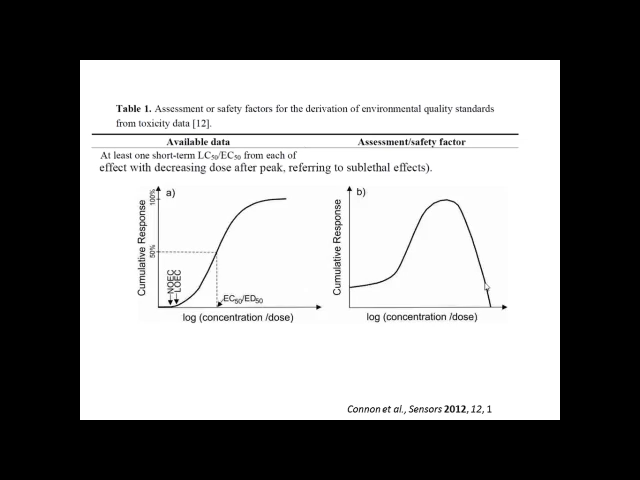 Table 1. Assessment or safety factors for the derivation of environmental quality standards
from toxicity data [12].
Available data Assessment/safety factor
At least one short-term LC50/EC50 from each of
effect with decreasing dose after peak, referring to sublethal effects).
a)
100%
50%
Cumulative Response
NOEC
LOEC
EC50/ED50
log (concentration /dose)
b)
Cumulative Response
log (concentration /dose)
Connon et al., Sensors 2012, 12, 1